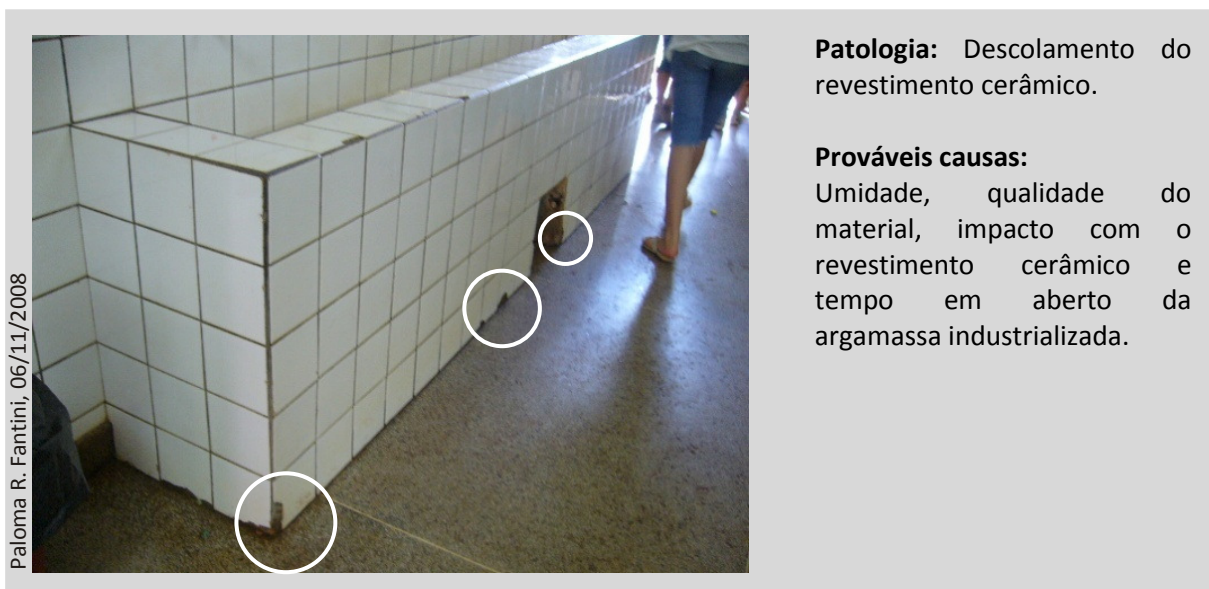 Patologia: Descolamento do
revestimento cerâmico.
Prováveis causas:
Umidade, qualidade do
material, impacto com o
revestimento cerâmico e
tempo em aberto da
argamassa industrializada.
Paloma R. Fantini, 06/11/2008